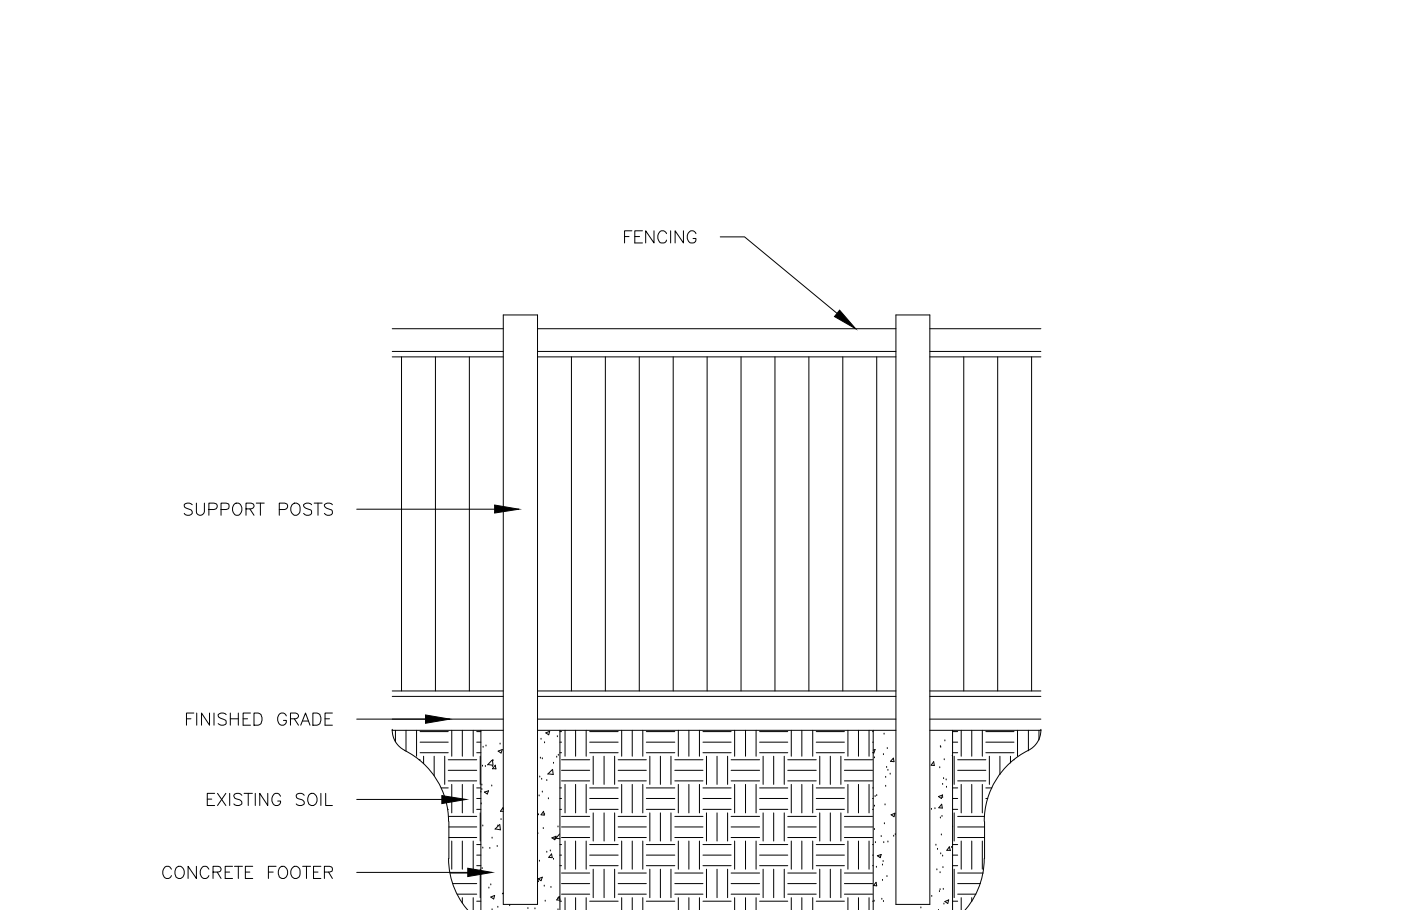 FENCING
SUPPORT POSTS
FINISHED GRADE
EXISTING SOIL
CONCRETE FOOTER